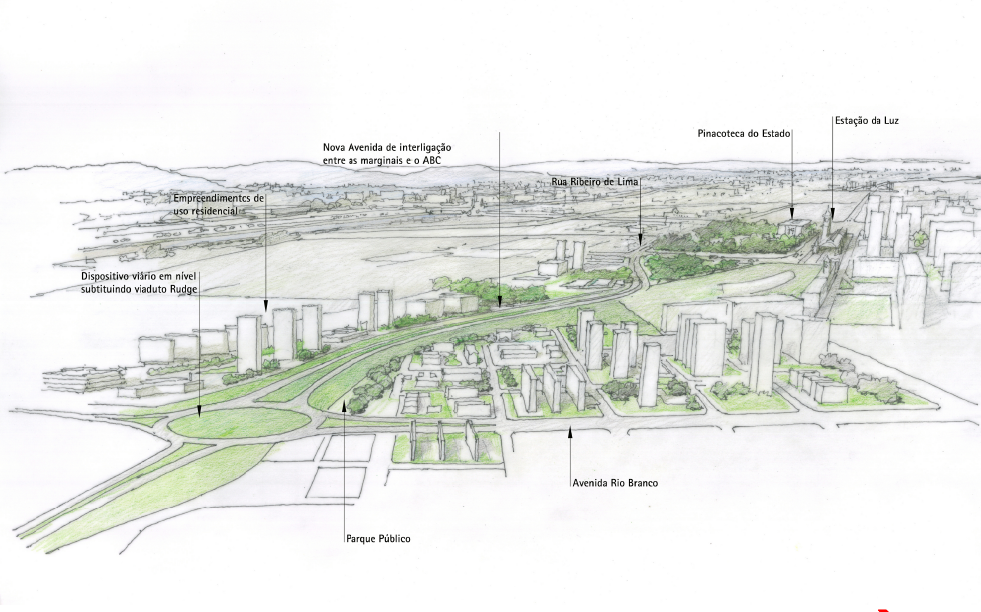 Estação da Luz
Pinacoteca do Estado
Nova Avenida de interligação
entre as marginais e o ABC
Rua Ribeiro de Lima
Empreendimentcs de
uso residencial
Dispositivo viário em nível
subtituindo viaduto Rudge
Avenida Rio Branco
Parque Público